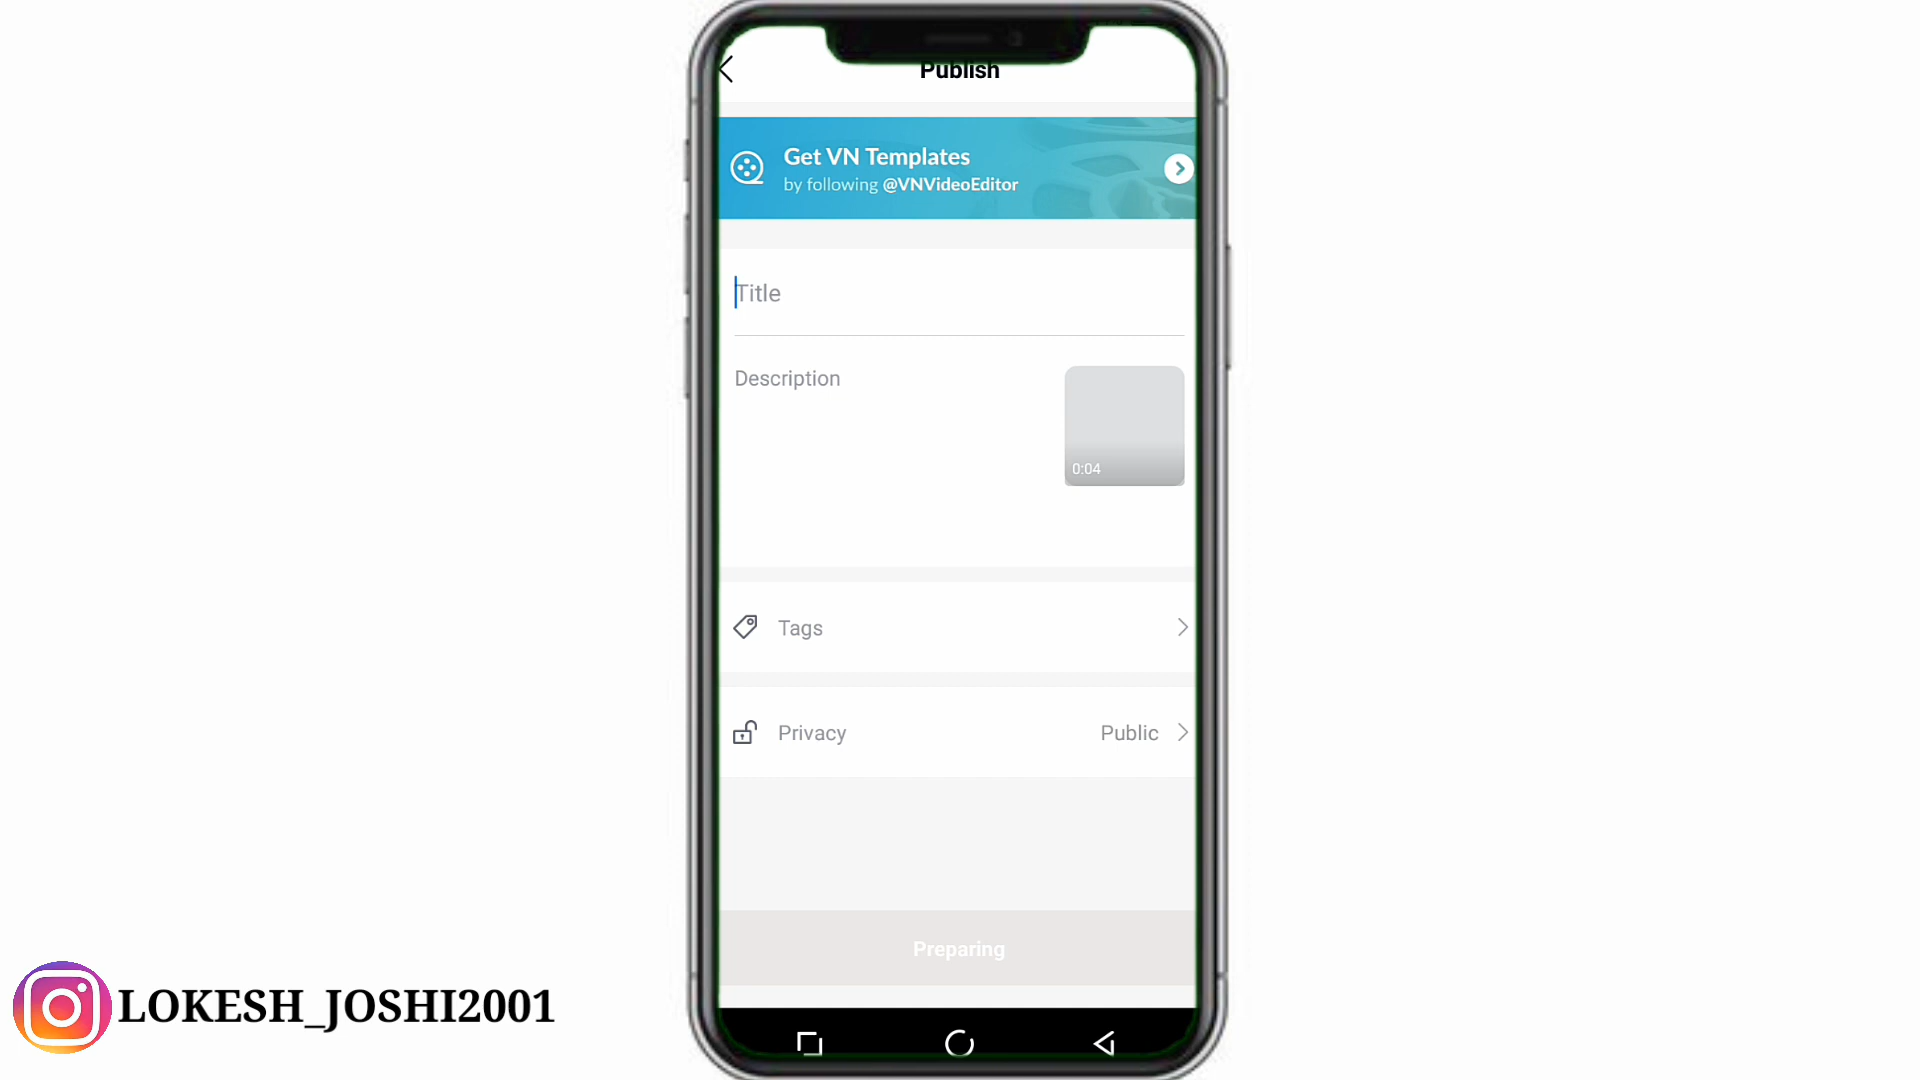 Publish
Get VN Templates
by following @VNVideoEditor
Title
Description
0:04
Tags
Privacy
Public
Preparing
LOKESH_JOSHI2001